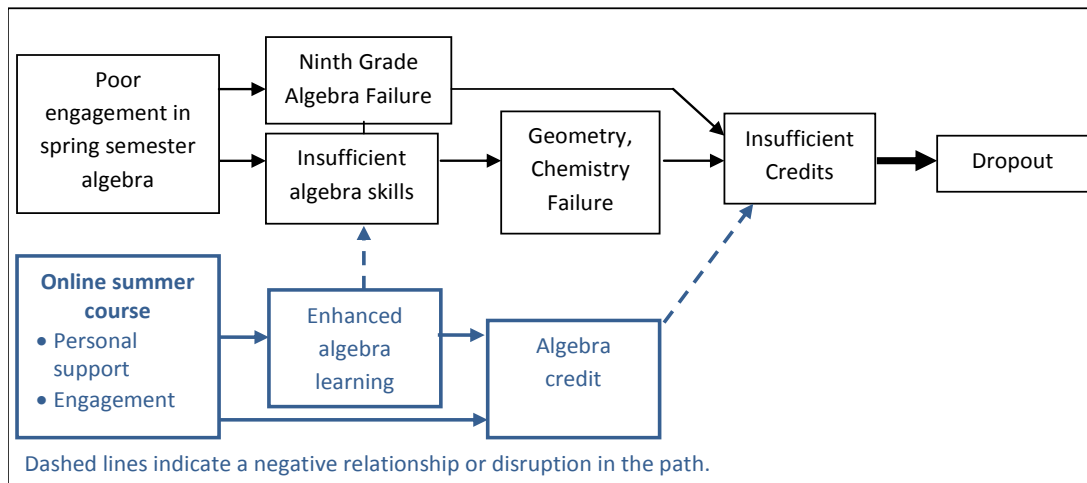 Poor
engagement in
spring semester
algebra
Ninth Grade
Algebra Failure
Insufficient
algebra skills
Geometry,
Chemistry
Failure
Insufficient
Credits
Dropout
Online summer
course
• Personal
support
• Engagement
Enhanced
algebra
learning
Algebra
credit
Dashed lines indicate a negative relationship or disruption in the path.